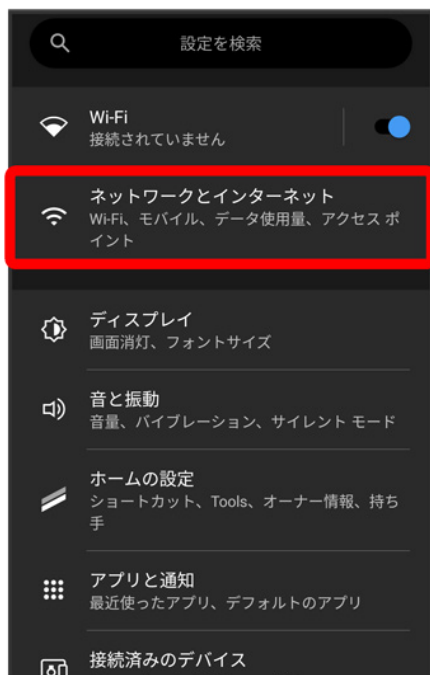 設定を検索
Wi-Fi
接続されていません
ネットワークとインターネット
Wi-Fi、モバイル、データ使用量、アクセス ポ
イント
ディスプレイ
画面消灯、フォントサイズ
音と振動
音量、バイブレーション、サイレント モード
ホームの設定
ショートカット、Tools、オーナー情報、持ち
手
アプリと通知
最近使ったアプリ、デフォルトのアプリ
接続済みのデバイス